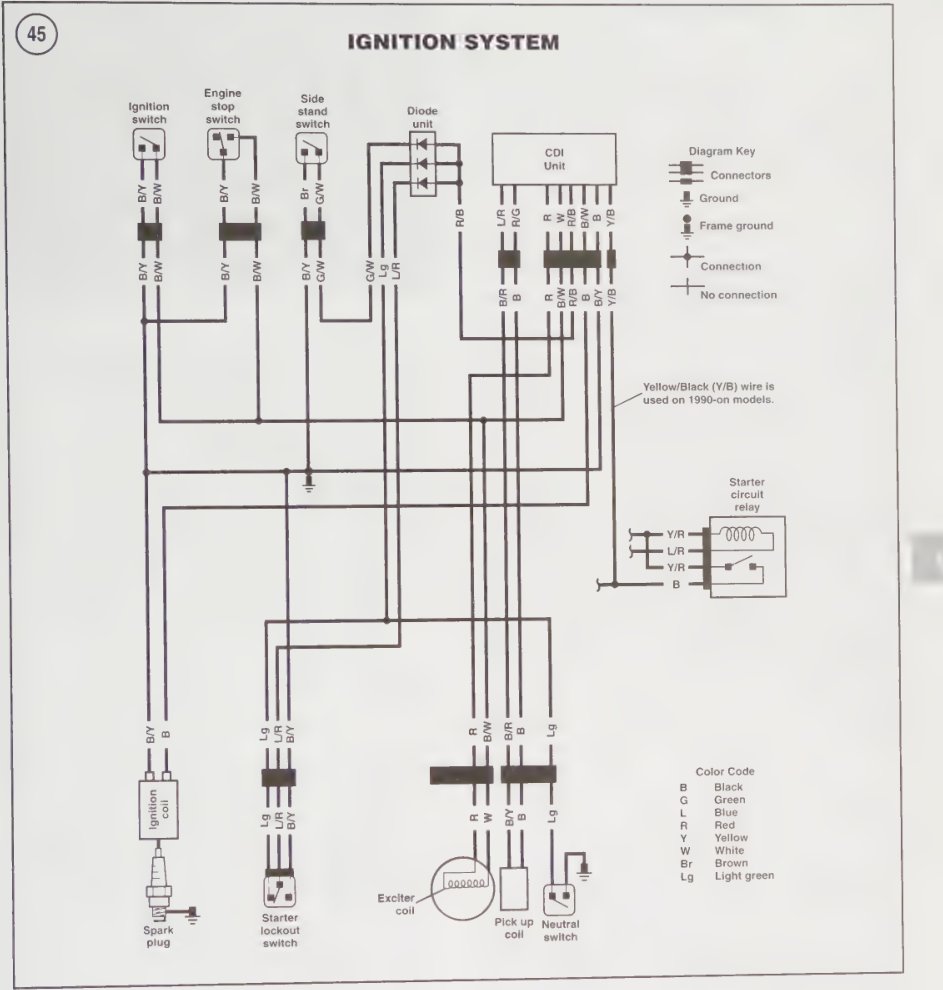 45
IGNITION SYSTEM
Ignition
switch
Engine
stop
switch
Side
stand
switch
Diode
unit
CDI
Unit
Diagram Key
Connectors
Ground
Frame ground
Connection
No connection
B/Y
B/W
B/Y
B/W
Br
G/W
R/B
L/R
R/G
R
W
R/B
B/W
B
Y/B
B/Y
B/W
B/Y
B/W
B/Y
G/W
G/W
Lg
L/R
B/R
B
R
B/W
R/B
B
B/Y
Y/B
Yellow/Black (Y/B) wire is
used on 1990-on models.
Starter
circuit
relay
Y/R
L/R
Y/R
B
B/Y
B
Lg
L/R
B/Y
R
B/W
B/R
B
Lg
Ignition
coil
Lg
L/R
B/Y
R
W
B/Y
B
Lg
Color Code
B Black
G Green
L Blue
R Red
Y Yellow
W White
Br Brown
Lg Light green
Spark
plug
Starter
lockout
switch
Exciter
coil
Pick up
coil
Neutral
switch